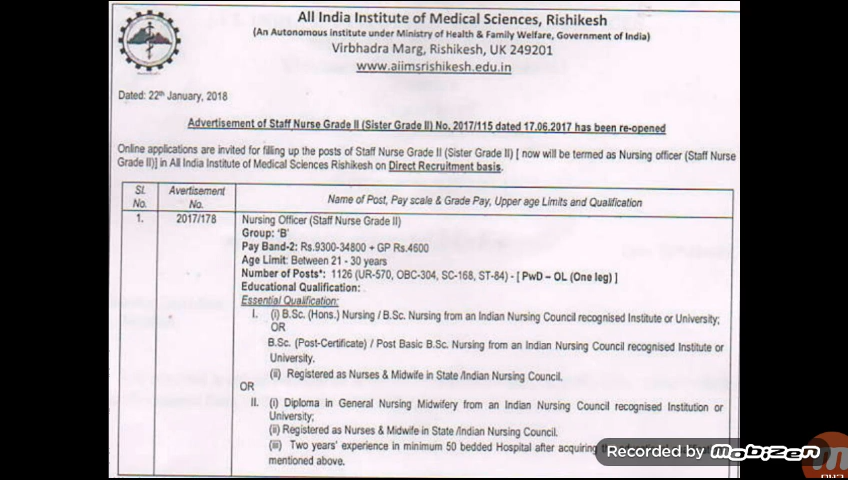 All India Institute of Medical Sciences, Rishikesh
(An Autonomous institute under Ministry of Health & Family Welfare, Government of India)
Virbhadra Marg, Rishikesh, UK 249201
www.aiimsrishikesh.edu.in
Dated: 22nd January, 2018
Advertisement of Staff Nurse Grade II (Sister Grade II) No. 2017/115 dated 17.06.2017 has been re-opened
Online applications are invited for filling up the posts of Staff Nurse Grade II (Sister Grade II) [ now will be termed as Nursing officer (Staff Nurse
Grade II)] in All India Institute of Medical Sciences Rishikesh on Direct Recruitment basis.
Sl. No.
Advertisement No.
Name of Post, Pay scale & Grade Pay, Upper age Limits and Qualification
1. 2017/178 Nursing Officer (Staff Nurse Grade II)
Group: 'B'
Pay Band-2: Rs.9300-34800 + GP Rs.4600
Age Limit: Between 21 - 30 years
Number of Posts*: 1126 (UR-570, OBC-304, SC-168, ST-84) - [ PwD – OL (One leg) ]
Educational Qualification:
Essential Qualification:
I. (i) B.Sc. (Hons.) Nursing / B.Sc. Nursing from an Indian Nursing Council recognised Institute or University;
OR
B.Sc. (Post-Certificate) / Post Basic B.Sc. Nursing from an Indian Nursing Council recognised Institute or
University.
(ii) Registered as Nurses & Midwife in State /Indian Nursing Council.
OR
II. (i) Diploma in General Nursing Midwifery from an Indian Nursing Council recognised Institution or
University;
(ii) Registered as Nurses & Midwife in State /Indian Nursing Council.
(iii) Two years' experience in minimum 50 bedded Hospital after acquiring
mentioned above.
Recorded by Mobizen